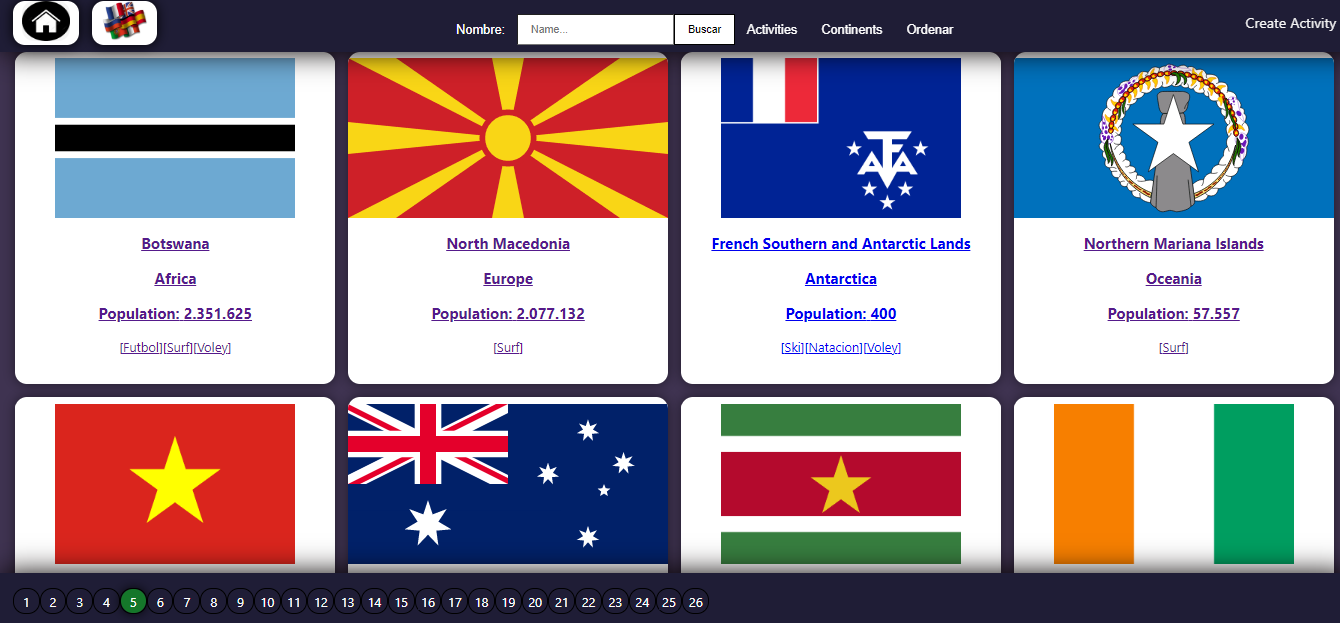 Nombre: Name... Buscar Activities Continents Ordenar Create Activity
Botswana
Africa
Population: 2.351.625
[Futbol][Surf][Voley]
North Macedonia
Europe
Population: 2.077.132
[Surf]
French Southern and Antarctic Lands
Antarctica
Population: 400
[Ski][Natacion][Voley]
Northern Mariana Islands
Oceania
Population: 57.557
[Surf]
1 2 3 4 5 6 7 8 9 10 11 12 13 14 15 16 17 18 19 20 21 22 23 24 25 26